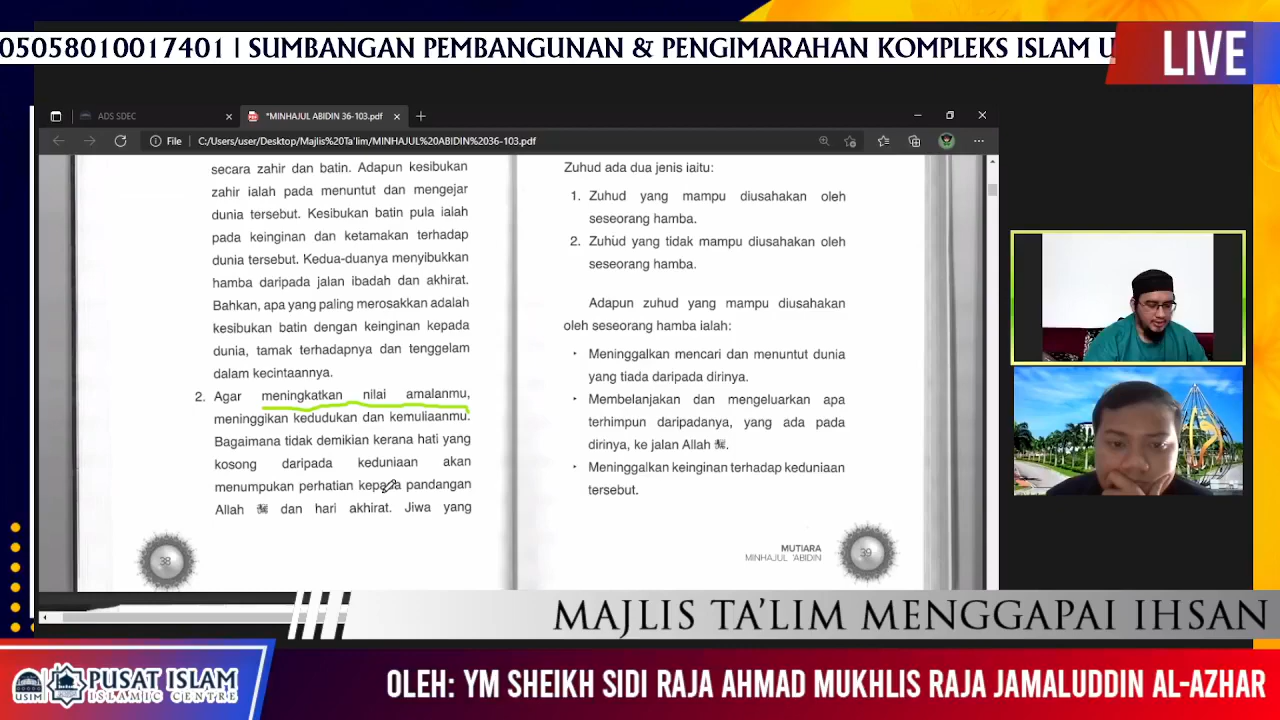 05058010017401 | SUMBANGAN PEMBANGUNAN & PENGIMARAHAN KOMPLEKS ISLAM U
LIVE
ADS SDEC
*MINHAJUL ABIDIN 36-103.pdf
File
C:/Users/user/Desktop/Majlis%20Ta'lim/MINHAJUL%20ABIDIN%2036-103.pdf
secara zahir dan batin. Adapun kesibukan
zahir ialah pada menuntut dan mengejar
dunia tersebut. Kesibukan batin pula ialah
pada keinginan dan ketamakan terhadap
dunia tersebut. Kedua-duanya menyibukkan
hamba daripada jalan ibadah dan akhirat.
Bahkan, apa yang paling merosakkan adalah
kesibukan batin dengan keinginan kepada
dunia, tamak terhadapnya dan tenggelam
dalam kecintaannya.
2. Agar meningkatkan nilai amalanmu,
meninggikan kedudukan dan kemuliaanmu.
Bagaimana tidak demikian kerana hati yang
kosong daripada keduniaan akan
menumpukan perhatian kepada pandangan
Allah ﷻ dan hari akhirat. Jiwa yang
38
Zuhud ada dua jenis iaitu:
1. Zuhud yang mampu diusahakan oleh
seseorang hamba.
2. Zuhud yang tidak mampu diusahakan oleh
seseorang hamba.
Adapun zuhud yang mampu diusahakan
oleh seseorang hamba ialah:
• Meninggalkan mencari dan menuntut dunia
yang tiada daripada dirinya.
• Membelanjakan dan mengeluarkan apa
terhimpun daripadanya, yang ada pada
dirinya, ke jalan Allah ﷻ.
• Meninggalkan keinginan terhadap keduniaan
tersebut.
MUTIARA
MINHAJUL 'ABIDIN
39
MAJLIS TA'LIM MENGGAPAI IHSAN
USIM
PUSAT ISLAM
ISLAMIC CENTRE
OLEH: YM SHEIKH SIDI RAJA AHMAD MUKHLIS RAJA JAMALUDDIN AL-AZHAR